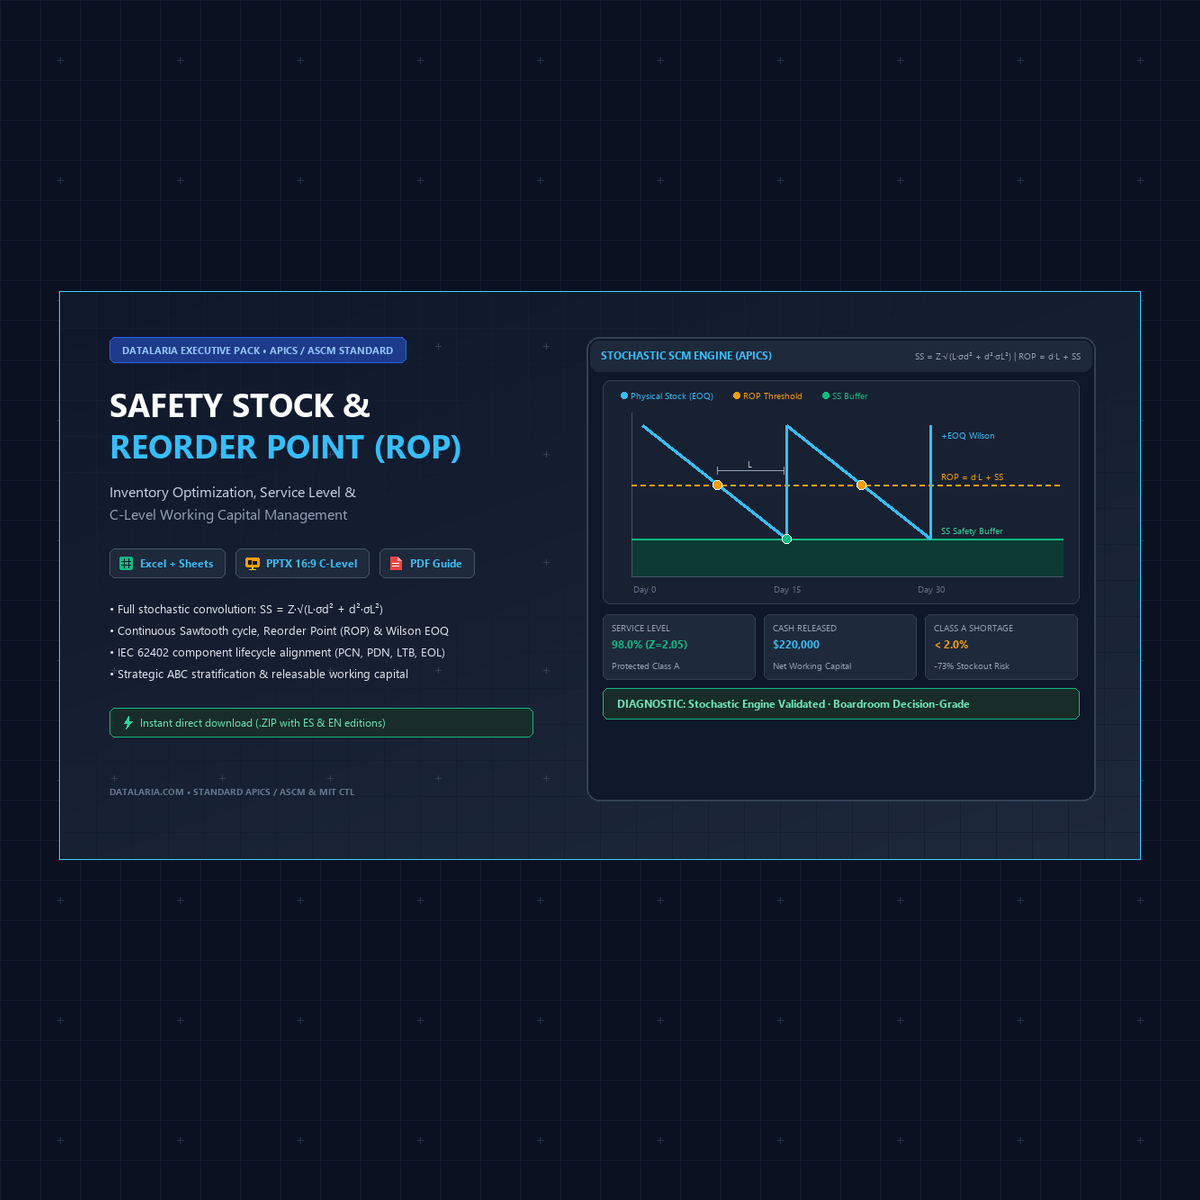 DATALARIA EXECUTIVE PACK • APICS / ASCM STANDARD
SAFETY STOCK &
REORDER POINT (ROP)
Inventory Optimization, Service Level &
C-Level Working Capital Management
Excel + Sheets
PPTX 16:9 C-Level
PDF Guide
• Full stochastic convolution: SS = Z·√(L·σd² + d²·σL²)
• Continuous Sawtooth cycle, Reorder Point (ROP) & Wilson EOQ
• IEC 62402 component lifecycle alignment (PCN, PDN, LTB, EOL)
• Strategic ABC stratification & releasable working capital
Instant direct download (.ZIP with ES & EN editions)
DATALARIA.COM • STANDARD APICS / ASCM & MIT CTL
STOCHASTIC SCM ENGINE (APICS)
SS = Z·√(L·σd² + d²·σL²) | ROP = d·L + SS
Physical Stock (EOQ)
ROP Threshold
SS Buffer
+EOQ Wilson
L
ROP = d·L + SS
SS Safety Buffer
Day 0
Day 15
Day 30
SERVICE LEVEL
98.0% (Z=2.05)
Protected Class A
CASH RELEASED
$220,000
Net Working Capital
CLASS A SHORTAGE
< 2.0%
-73% Stockout Risk
DIAGNOSTIC: Stochastic Engine Validated · Boardroom Decision-Grade